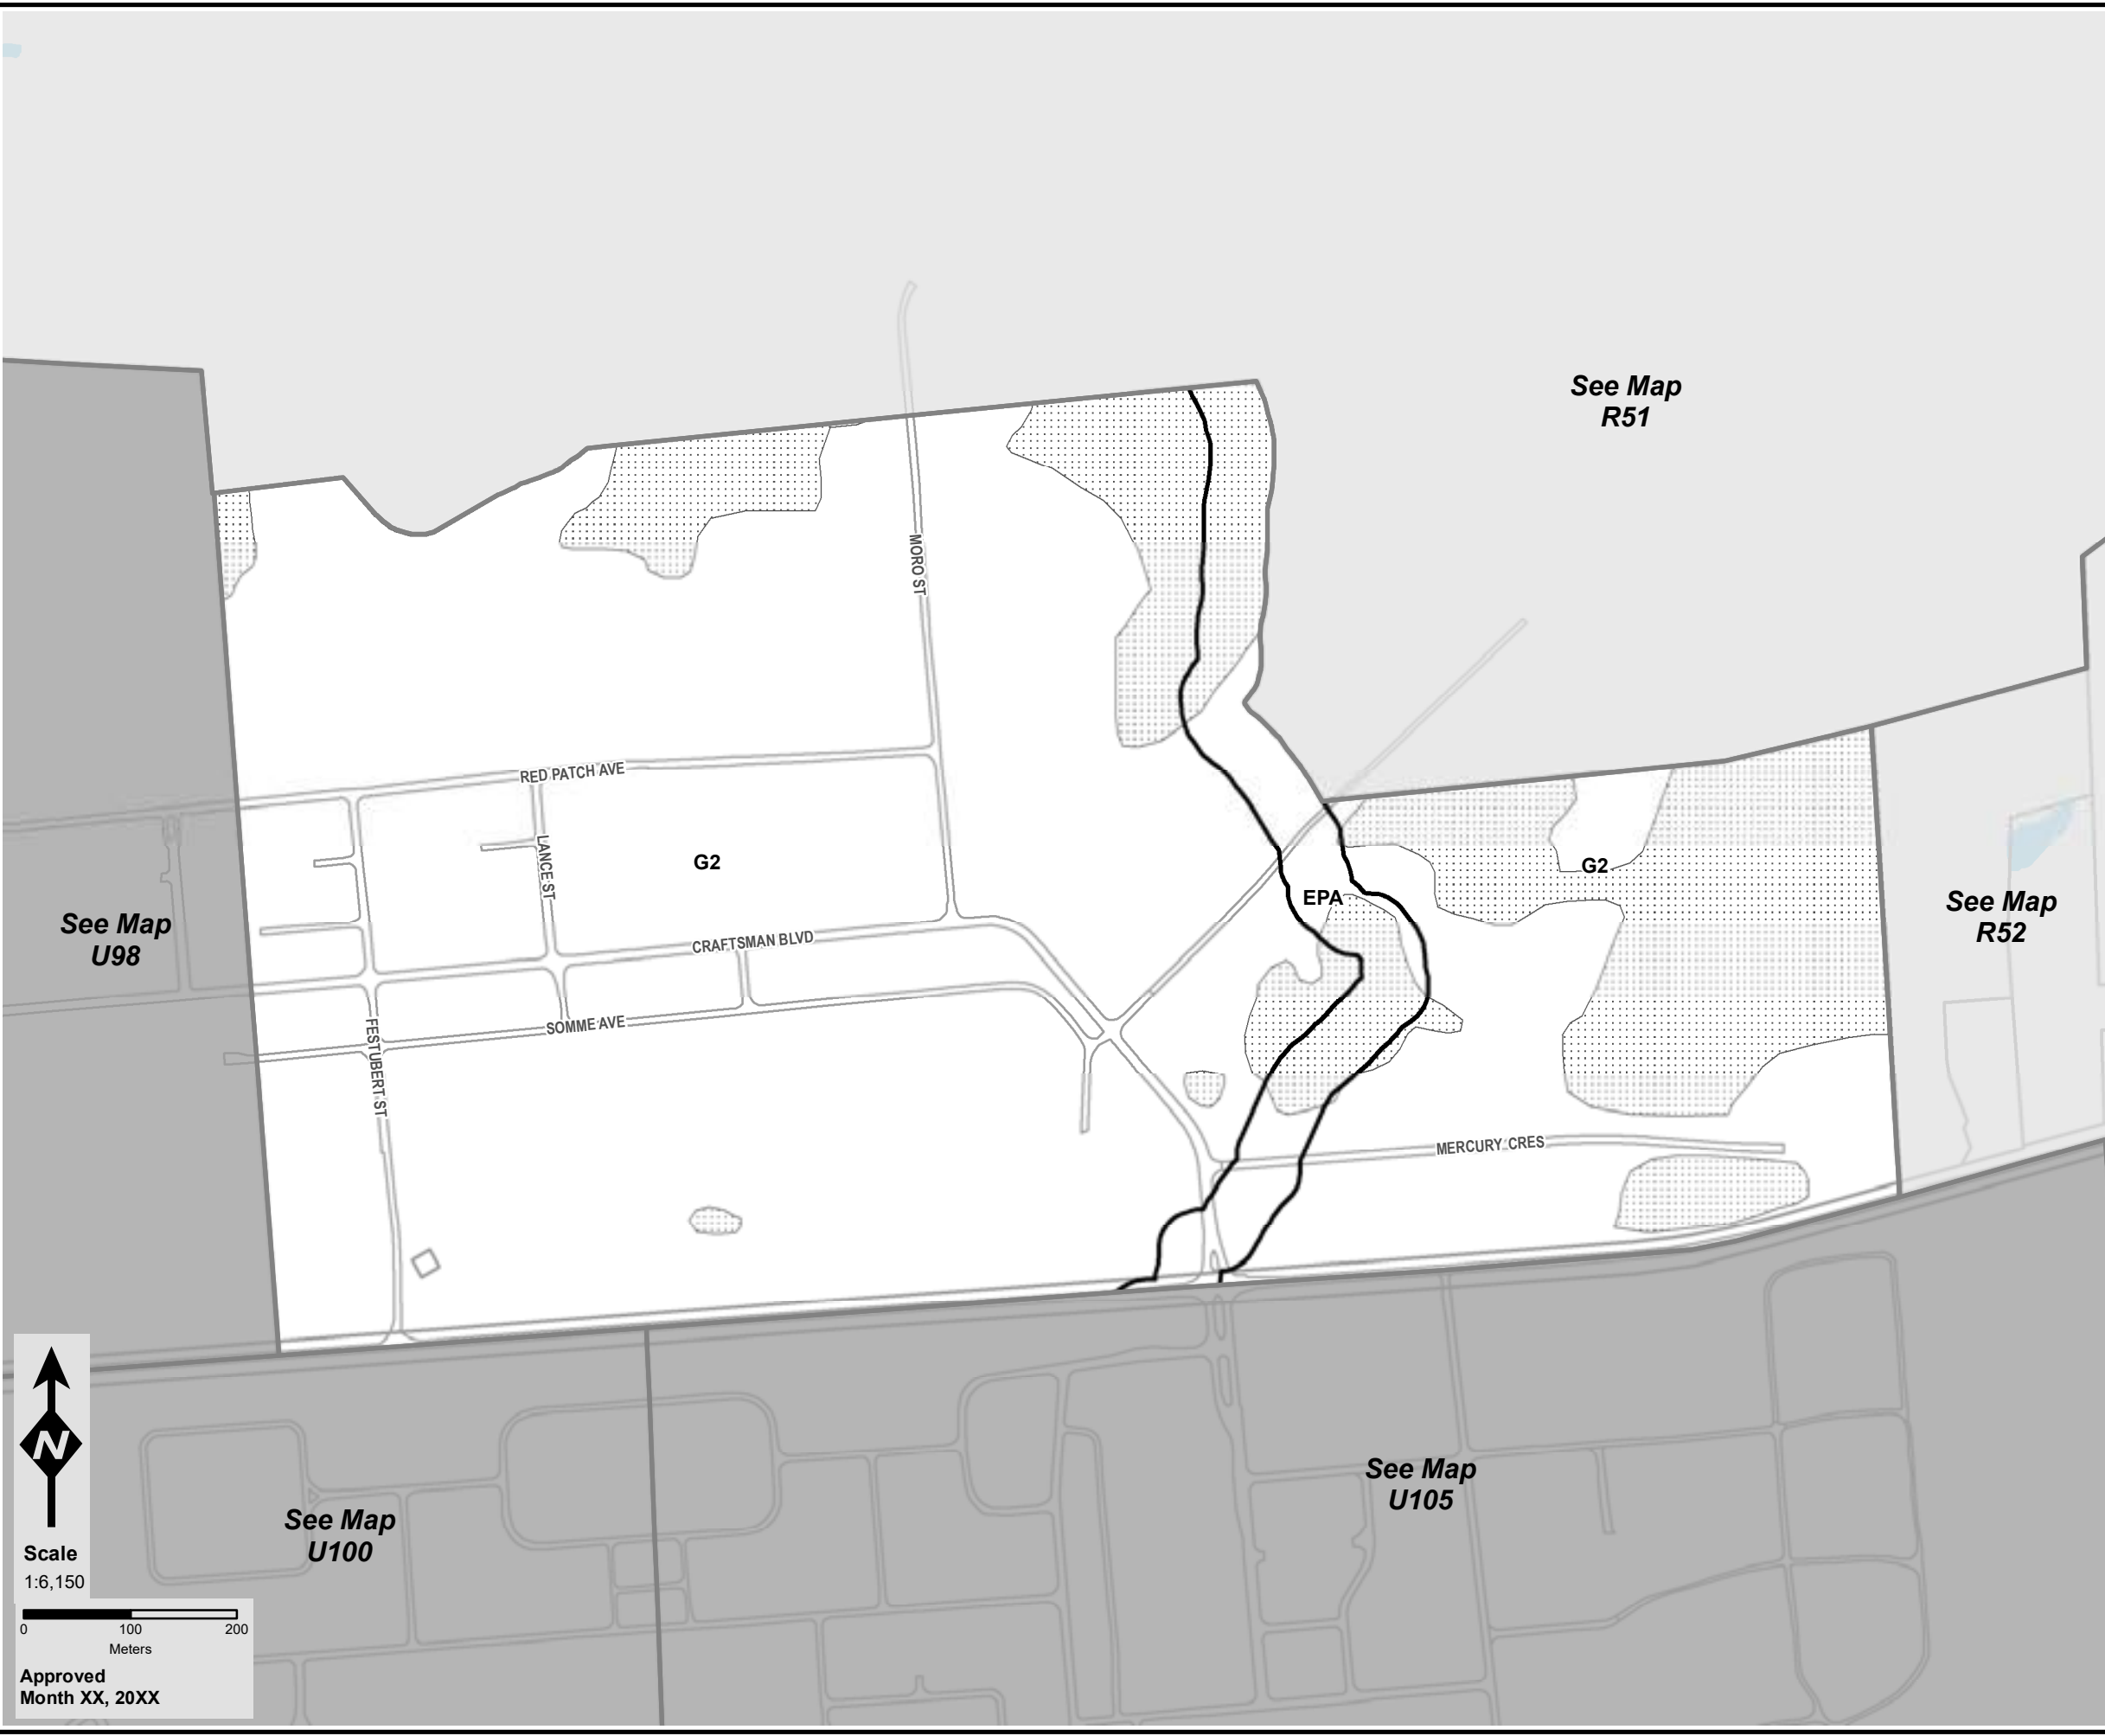 See Map
R51
MORO ST
RED PATCH AVE
LANCE ST
G2
G2
EPA
See Map
R52
See Map
U98
CRAFTSMAN BLVD
SOMME AVE
FESTUBERT ST
MERCURY CRES
See Map
U105
See Map
U100
N
Scale
1:6,150
0 100 200
Meters
Approved
Month XX, 20XX